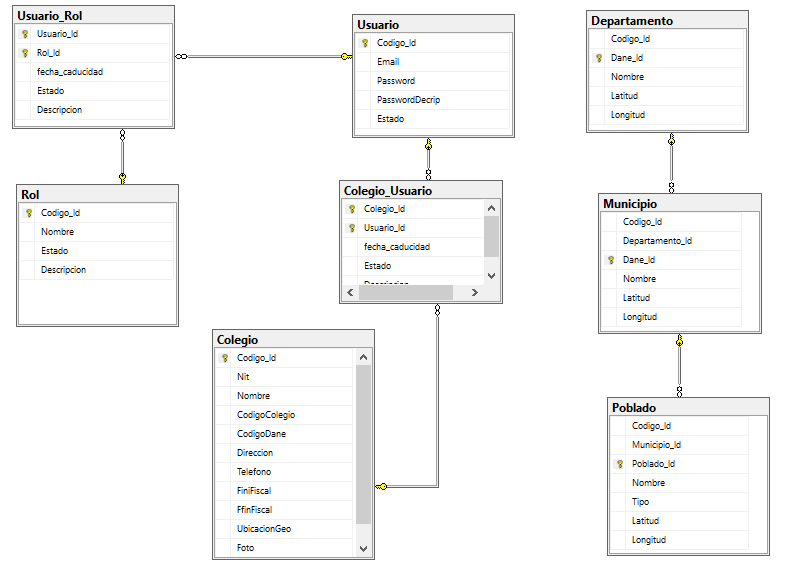 Usuario_Rol
Usuario_Id
Rol_Id
fecha_caducidad
Estado
Descripcion
Usuario
Codigo_Id
Email
Password
PasswordDecrip
Estado
Departamento
Codigo_Id
Dane_Id
Nombre
Latitud
Longitud
Rol
Codigo_Id
Nombre
Estado
Descripcion
Colegio_Usuario
Colegio_Id
Usuario_Id
fecha_caducidad
Estado
Descripcion
Municipio
Codigo_Id
Departamento_Id
Dane_Id
Nombre
Latitud
Longitud
Colegio
Codigo_Id
Nit
Nombre
CodigoColegio
CodigoDane
Direccion
Telefono
FiniFiscal
FfinFiscal
UbicacionGeo
Foto
Poblado
Codigo_Id
Municipio_Id
Poblado_Id
Nombre
Tipo
Latitud
Longitud